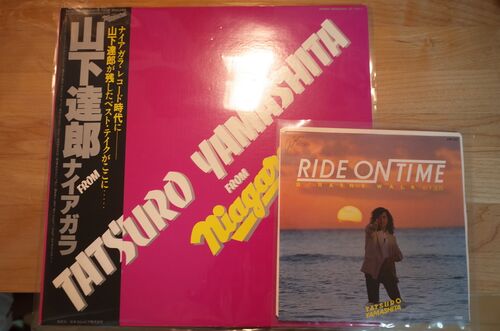 ナイアガラ・レコード時代に――
山下達郎が残したベスト・テイクがここに‥‥
山下達郎
FROM
ナイアガラ
TATSURO YAMASHITA
FROM
Niagara
RIDE ON TIME
TATSURO
YAMASHITA